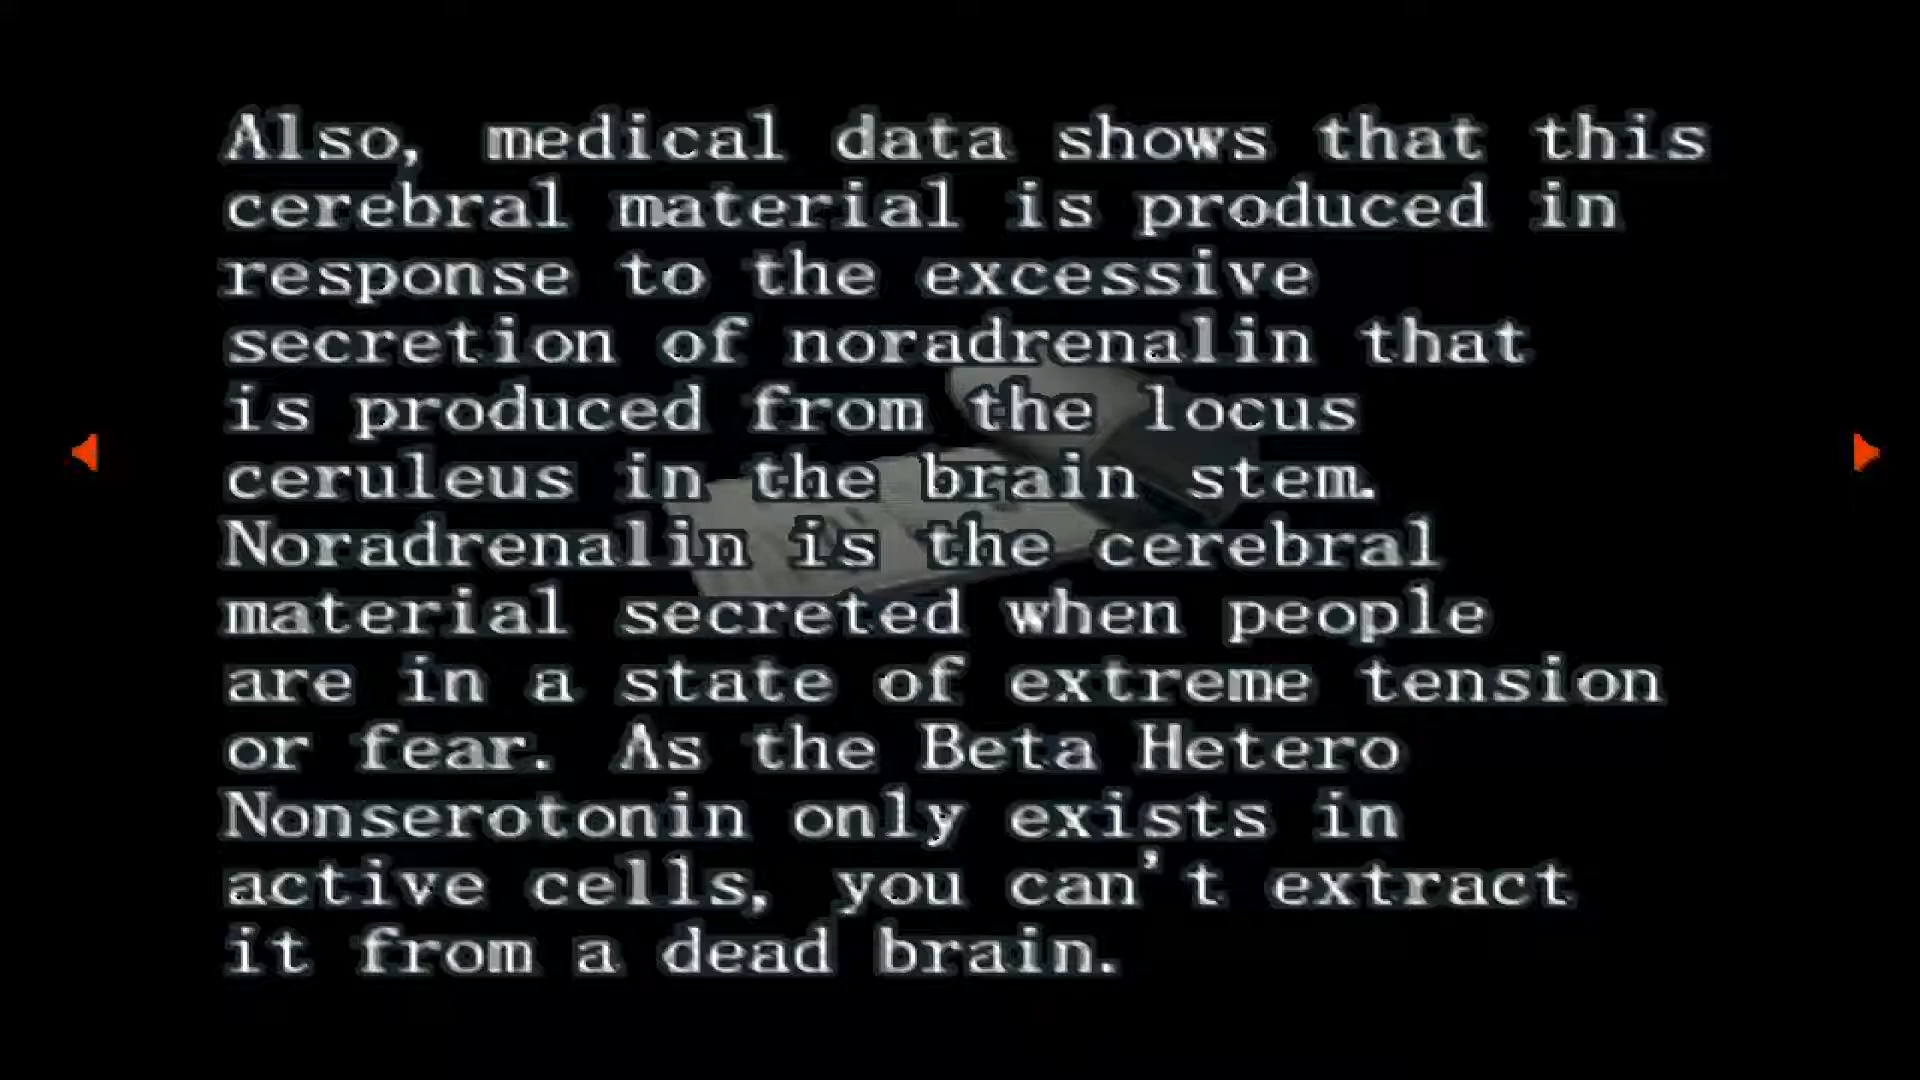 Also, medical data shows that this
cerebral material is produced in
response to the excessive
secretion of noradrenalin that
is produced from the locus
ceruleus in the brain stem.
Noradrenalin is the cerebral
material secreted when people
are in a state of extreme tension
or fear. As the Beta Hetero
Nonserotonin only exists in
active cells, you can't extract
it from a dead brain.